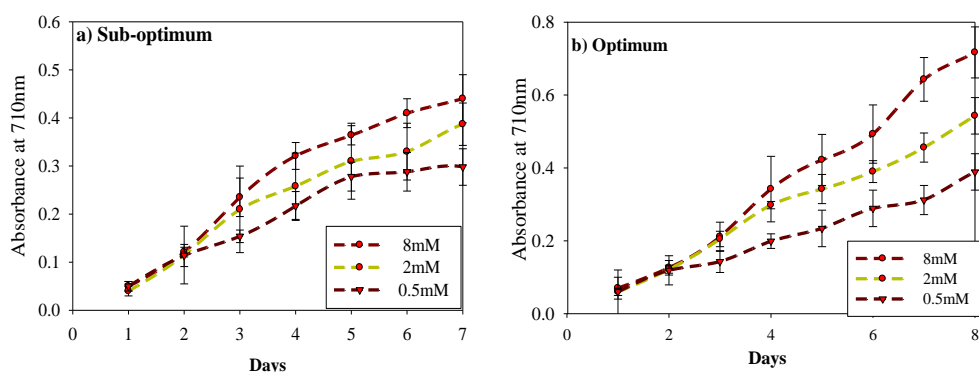 a) Sub-optimum
Absorbance at 710nm
0.6
0.5
0.4
0.3
0.2
0.1
0.0
0 1 2 3 4 5 6 7
Days
8mM
2mM
0.5mM
b) Optimum
Absorbance at 710nm
0.8
0.6
0.4
0.2
0.0
0 2 4 6 8
Days
8mM
2mM
0.5mM